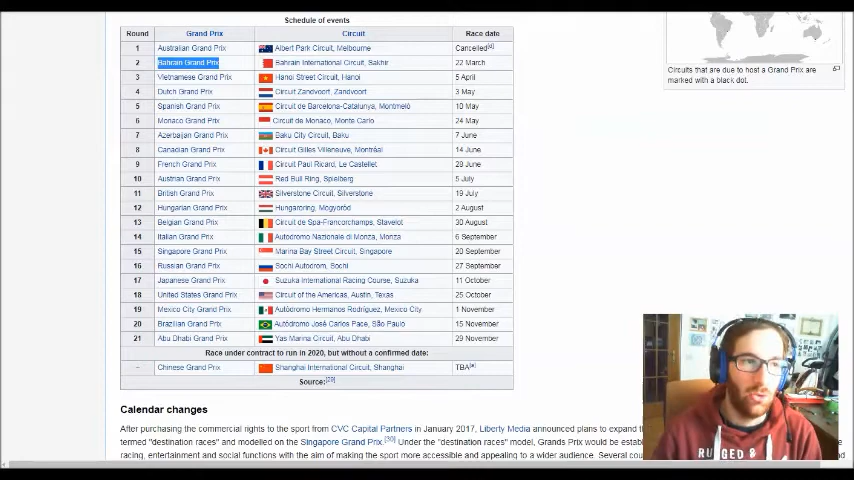 Schedule of events
Round Grand Prix Circuit Race date
1 Australian Grand Prix Albert Park Circuit, Melbourne Cancelled[d]
2 Bahrain Grand Prix Bahrain International Circuit, Sakhir 22 March
3 Vietnamese Grand Prix Hanoi Street Circuit, Hanoi 5 April
4 Dutch Grand Prix Circuit Zandvoort, Zandvoort 3 May
5 Spanish Grand Prix Circuit de Barcelona-Catalunya, Montmeló 10 May
6 Monaco Grand Prix Circuit de Monaco, Monte Carlo 24 May
7 Azerbaijan Grand Prix Baku City Circuit, Baku 7 June
8 Canadian Grand Prix Circuit Gilles Villeneuve, Montréal 14 June
9 French Grand Prix Circuit Paul Ricard, Le Castellet 28 June
10 Austrian Grand Prix Red Bull Ring, Spielberg 5 July
11 British Grand Prix Silverstone Circuit, Silverstone 19 July
12 Hungarian Grand Prix Hungaroring, Mogyoród 2 August
13 Belgian Grand Prix Circuit de Spa-Francorchamps, Stavelot 30 August
14 Italian Grand Prix Autodromo Nazionale di Monza, Monza 6 September
15 Singapore Grand Prix Marina Bay Street Circuit, Singapore 20 September
16 Russian Grand Prix Sochi Autodrom, Sochi 27 September
17 Japanese Grand Prix Suzuka International Racing Course, Suzuka 11 October
18 United States Grand Prix Circuit of the Americas, Austin, Texas 25 October
19 Mexico City Grand Prix Autódromo Hermanos Rodríguez, Mexico City 1 November
20 Brazilian Grand Prix Autódromo José Carlos Pace, São Paulo 15 November
21 Abu Dhabi Grand Prix Yas Marina Circuit, Abu Dhabi 29 November
Race under contract to run in 2020, but without a confirmed date:
– Chinese Grand Prix Shanghai International Circuit, Shanghai TBA
Source:[29]
Circuits that are due to host a Grand Prix are
marked with a black dot.
Calendar changes
After purchasing the commercial rights to the sport from CVC Capital Partners in January 2017, Liberty Media announced plans to expand
termed "destination races" and modelled on the Singapore Grand Prix.[30] Under the "destination races" model, Grands Prix would be
racing, entertainment and social functions with the aim of making the sport more accessible and appealing to a wider audience. Several